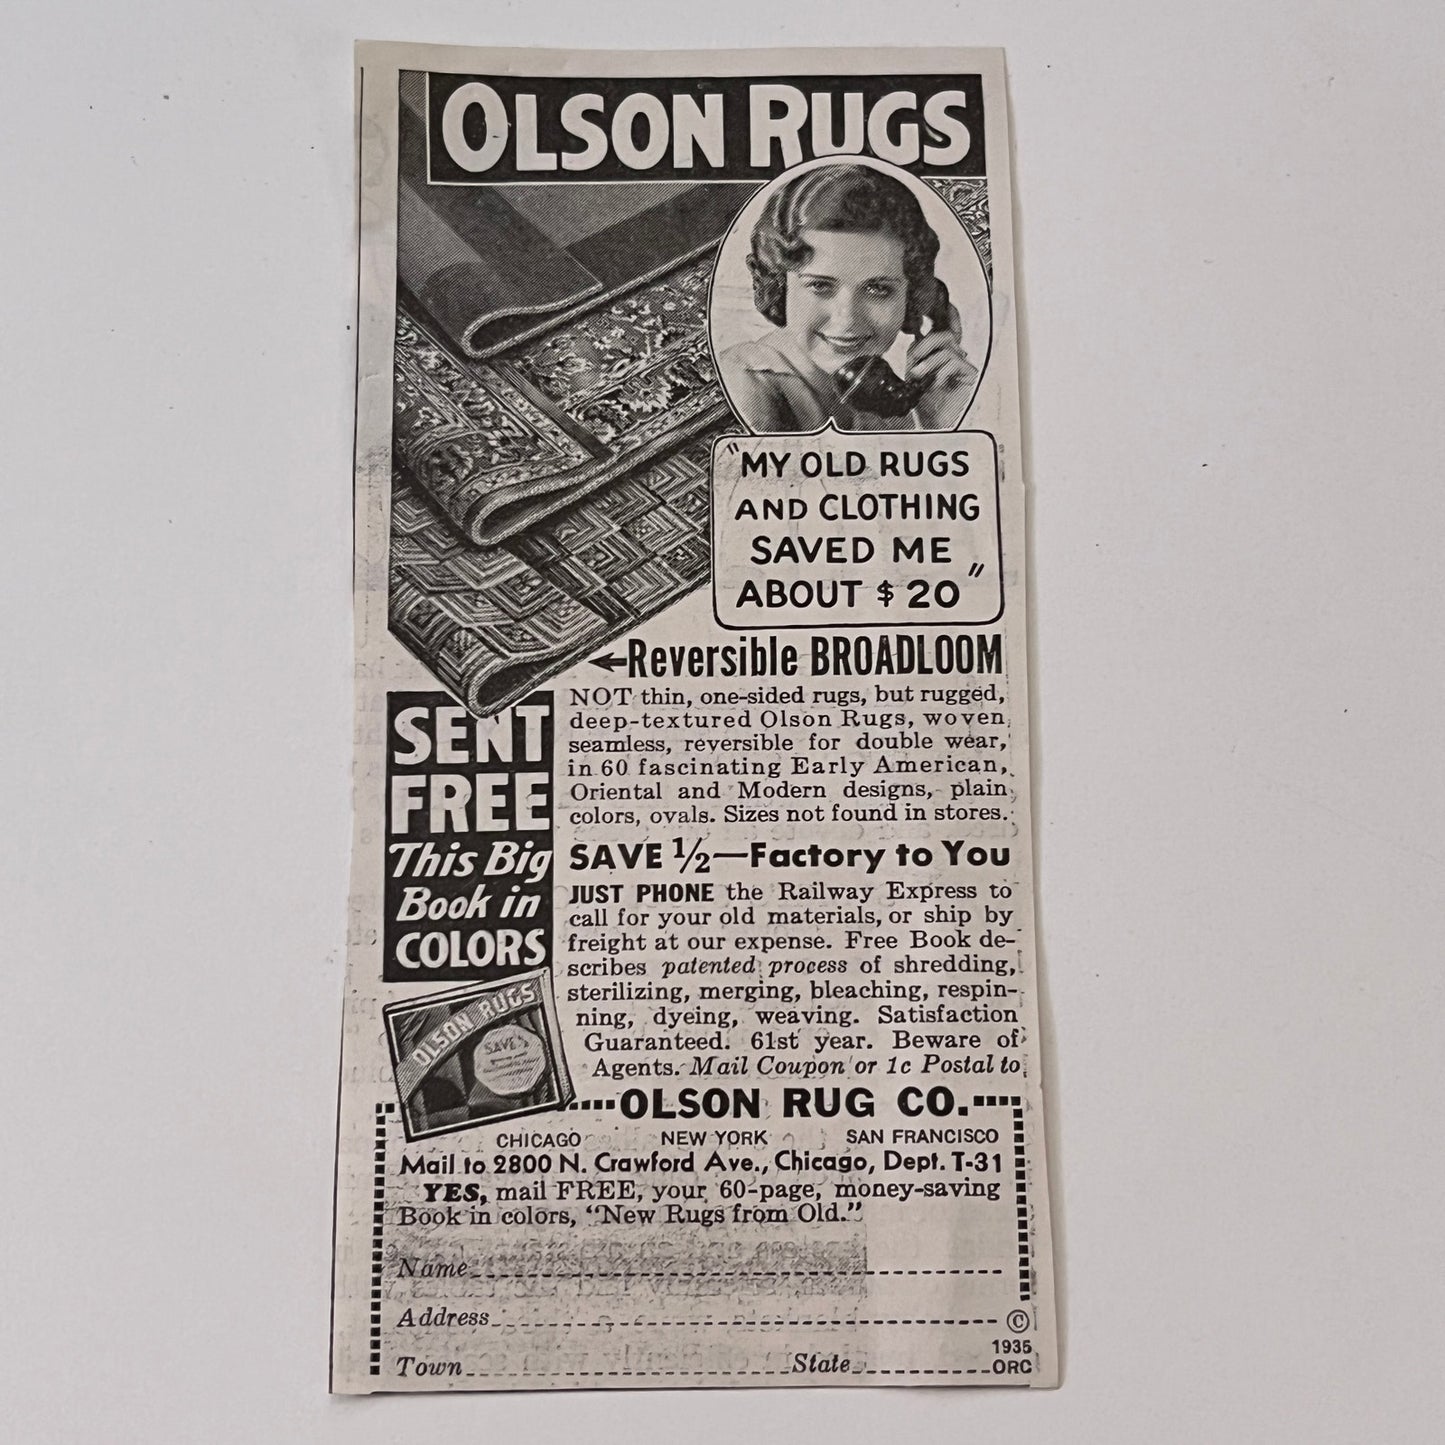 OLSON RUGS
"MY OLD RUGS
AND CLOTHING
SAVED ME
ABOUT $20"
←Reversible BROADLOOM
NOT thin, one-sided rugs, but rugged,
deep-textured Olson Rugs, woven
seamless, reversible for double wear,
in 60 fascinating Early American,
Oriental and Modern designs, plain
colors, ovals. Sizes not found in stores.
SENT
FREE
This Big
Book in
COLORS
SAVE 1/2—Factory to You
JUST PHONE the Railway Express to
call for your old materials, or ship by
freight at our expense. Free Book de-
scribes patented process of shredding,
sterilizing, merging, bleaching, respin-
ning, dyeing, weaving. Satisfaction
Guaranteed. 61st year. Beware of
Agents. Mail Coupon or 1c Postal to
OLSON RUGS
OLSON RUG CO.
CHICAGO NEW YORK SAN FRANCISCO
Mail to 2800 N. Crawford Ave., Chicago, Dept. T-31
YES, mail FREE, your 60-page, money-saving
Book in colors, "New Rugs from Old."
Name
Address ©
1935
Town State ORC